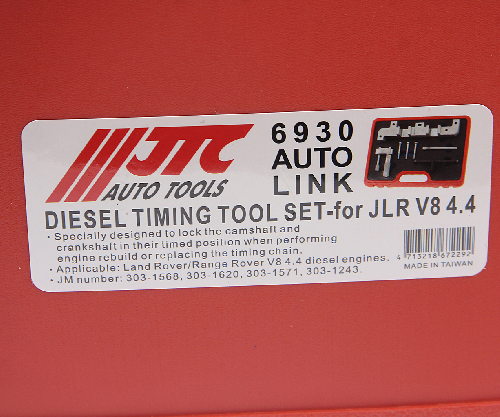 JTC
AUTO TOOLS
6930
AUTO
LINK
DIESEL TIMING TOOL SET-for JLR V8 4.4
• Specially designed to lock the camshaft and
crankshaft in their timed position when performing
engine rebuild or replacing the timing chain.
• Applicable: Land Rover/Range Rover V8 4.4 diesel engines.
• JM number: 303-1568, 303-1620, 303-1571, 303-1243.
4 713218 672292
MADE IN TAIWAN